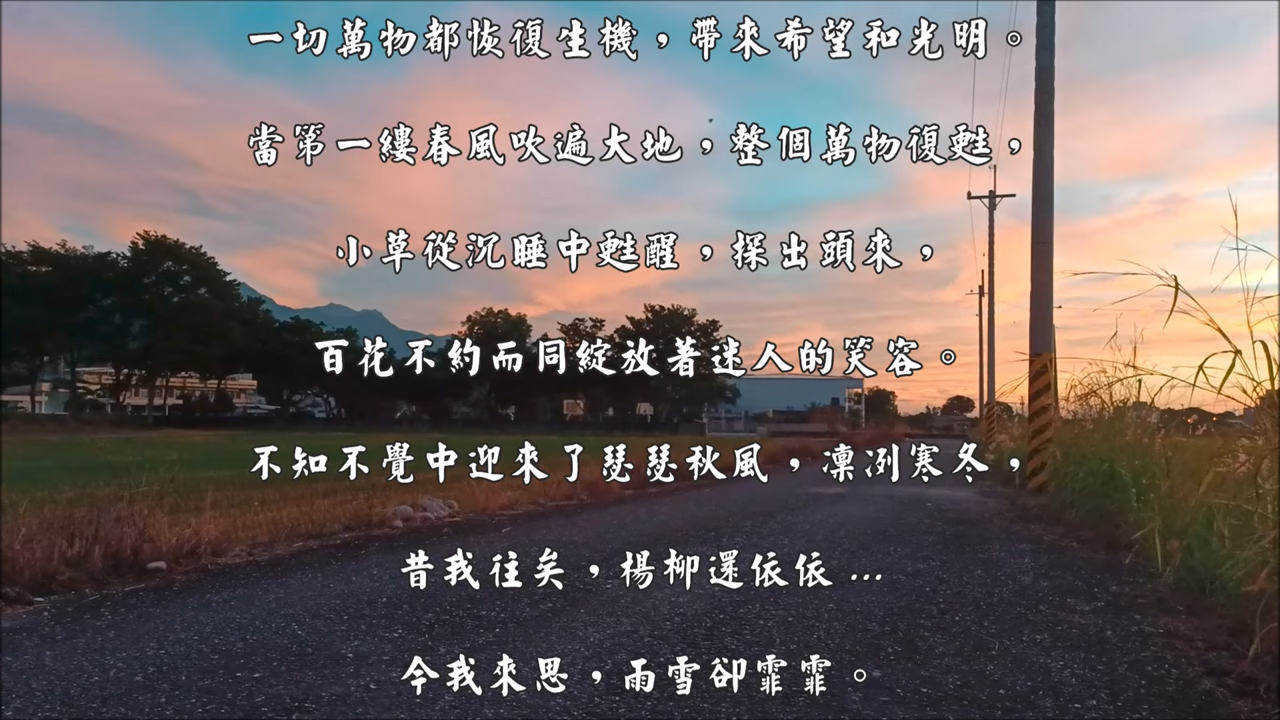 一切萬物都恢復生機，帶來希望和光明。
當第一縷春風吹遍大地，整個萬物復甦，
小草從沉睡中甦醒，探出頭來，
百花不約而同綻放著迷人的笑容。
不知不覺中迎來了瑟瑟秋風，凜冽寒冬，
昔我往矣，楊柳還依依...
今我來思，雨雪卻霏霏。